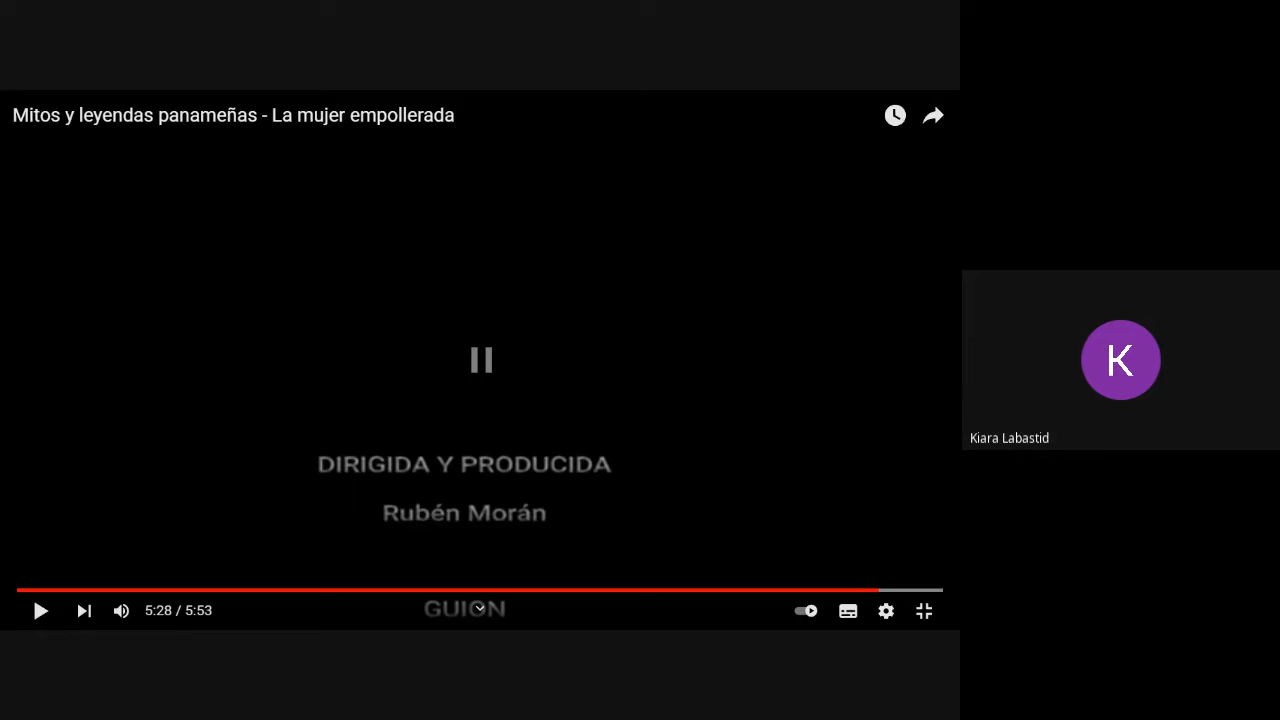 Mitos y leyendas panameñas - La mujer empollerada
DIRIGIDA Y PRODUCIDA
Rubén Morán
GUION
5:28 / 5:53
K
Kiara Labastid